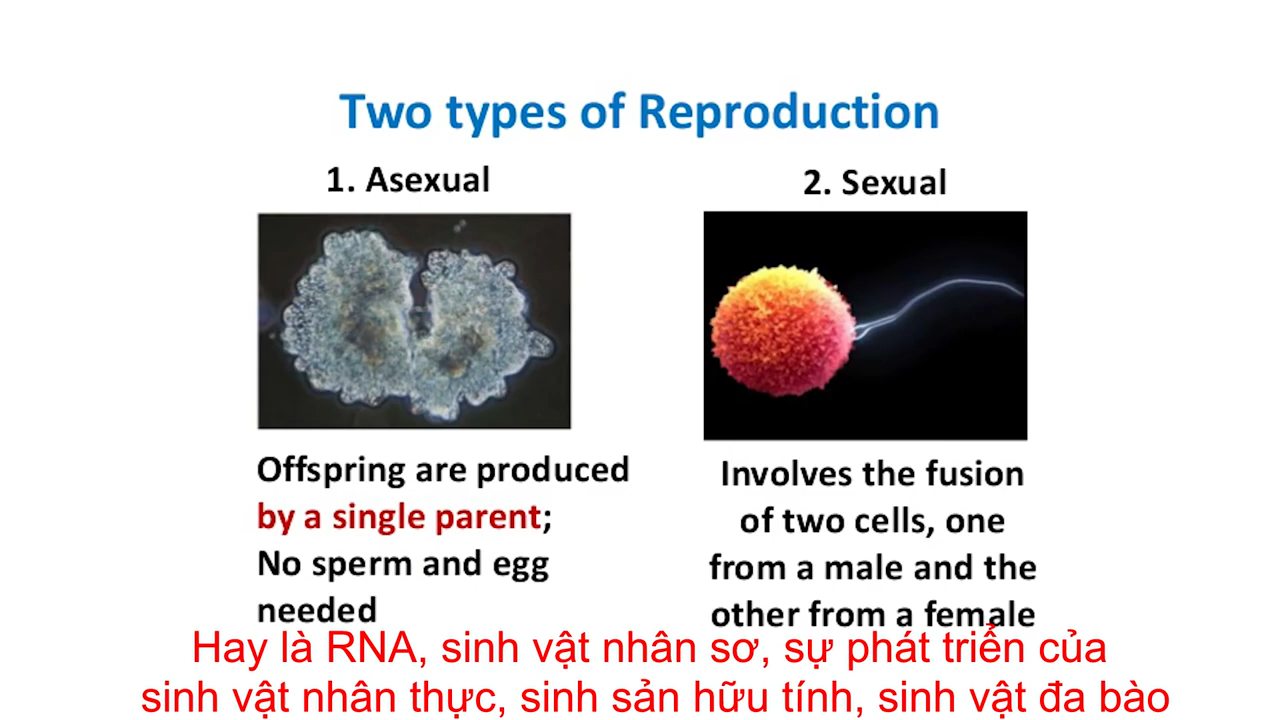 Two types of Reproduction
1. Asexual
Offspring are produced
by a single parent;
No sperm and egg
needed
2. Sexual
Involves the fusion
of two cells, one
from a male and the
other from a female
Hay là RNA, sinh vật nhân sơ, sự phát triển của
sinh vật nhân thực, sinh sản hữu tính, sinh vật đa bào